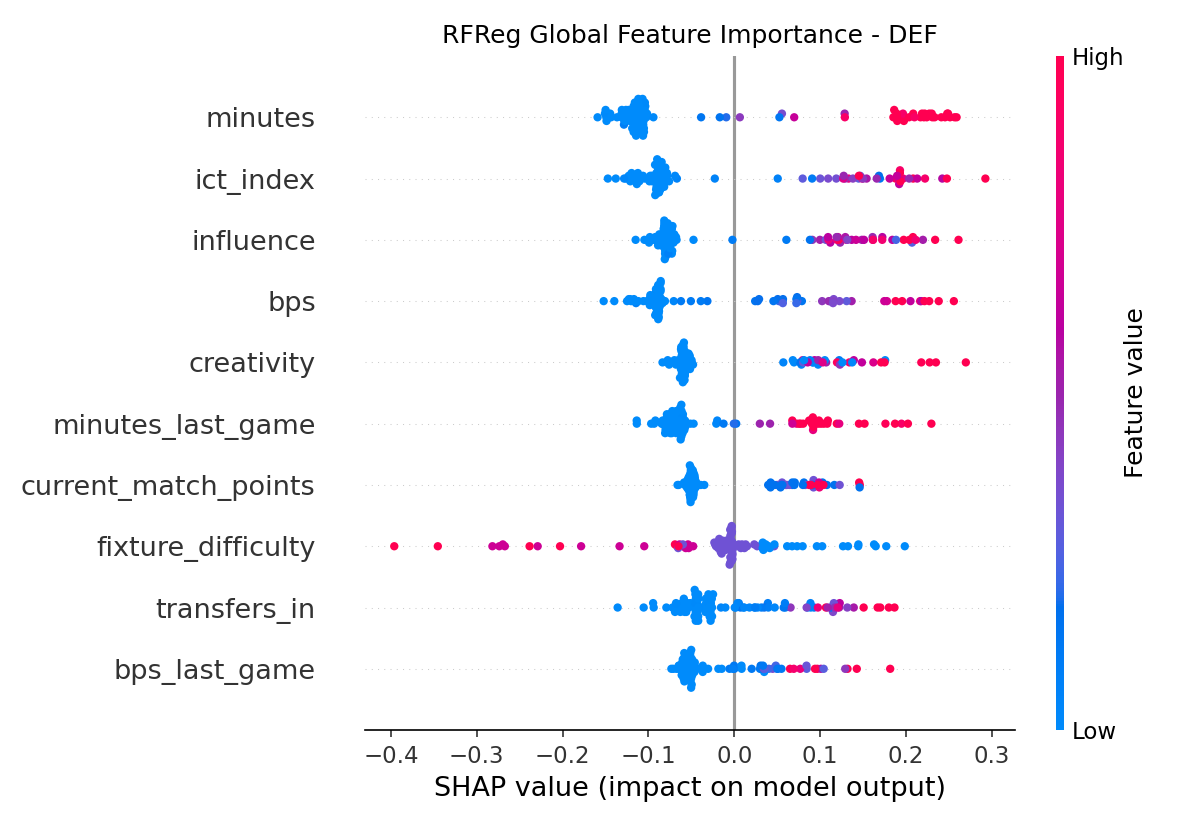 RFReg Global Feature Importance - DEF
High
minutes
ict_index
influence
bps
creativity
minutes_last_game
current_match_points
fixture_difficulty
transfers_in
bps_last_game
Feature value
Low
−0.4 −0.3 −0.2 −0.1 0.0 0.1 0.2 0.3
SHAP value (impact on model output)